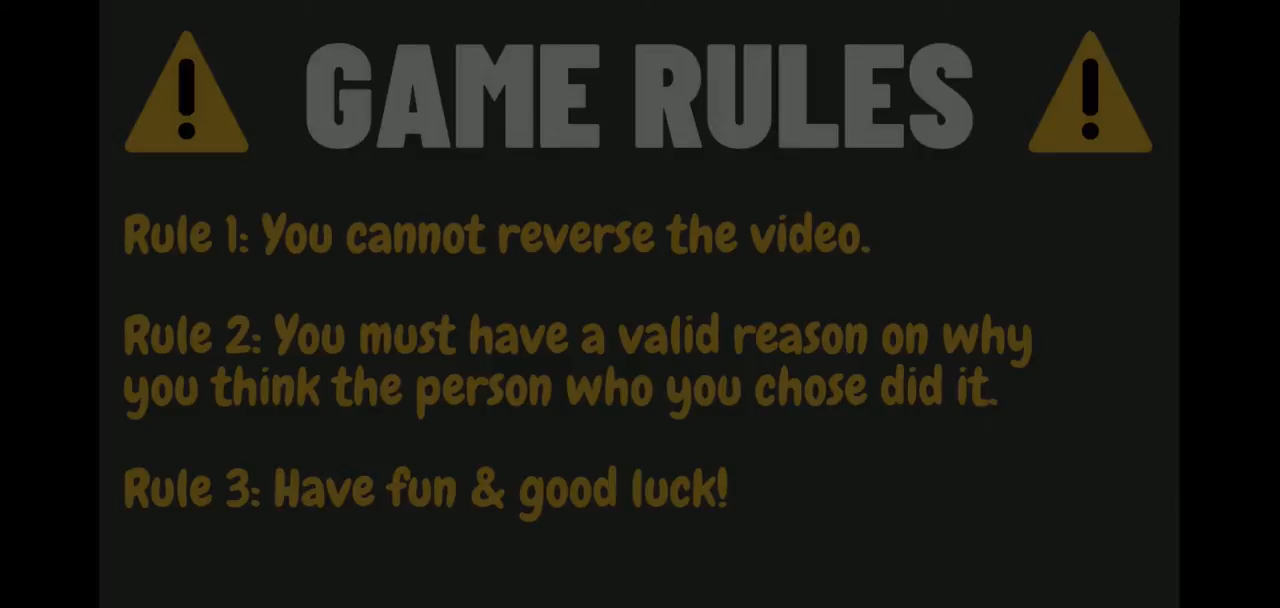 GAME RULES
Rule 1: You cannot reverse the video.
Rule 2: You must have a valid reason on why
you think the person who you chose did it.
Rule 3: Have fun & good luck!